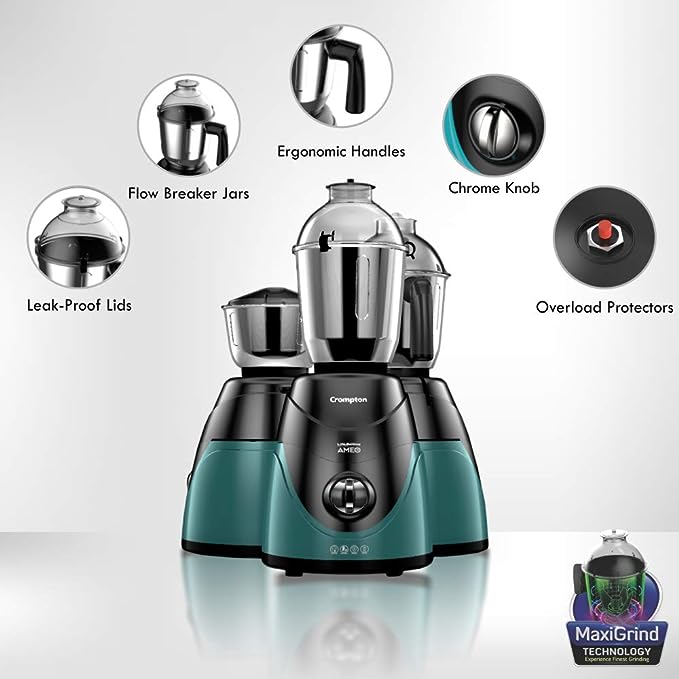 Ergonomic Handles
Flow Breaker Jars
Chrome Knob
Leak-Proof Lids
Overload Protectors
Crompton
AMEO
MaxiGrind
TECHNOLOGY
Experience Finest Grinding